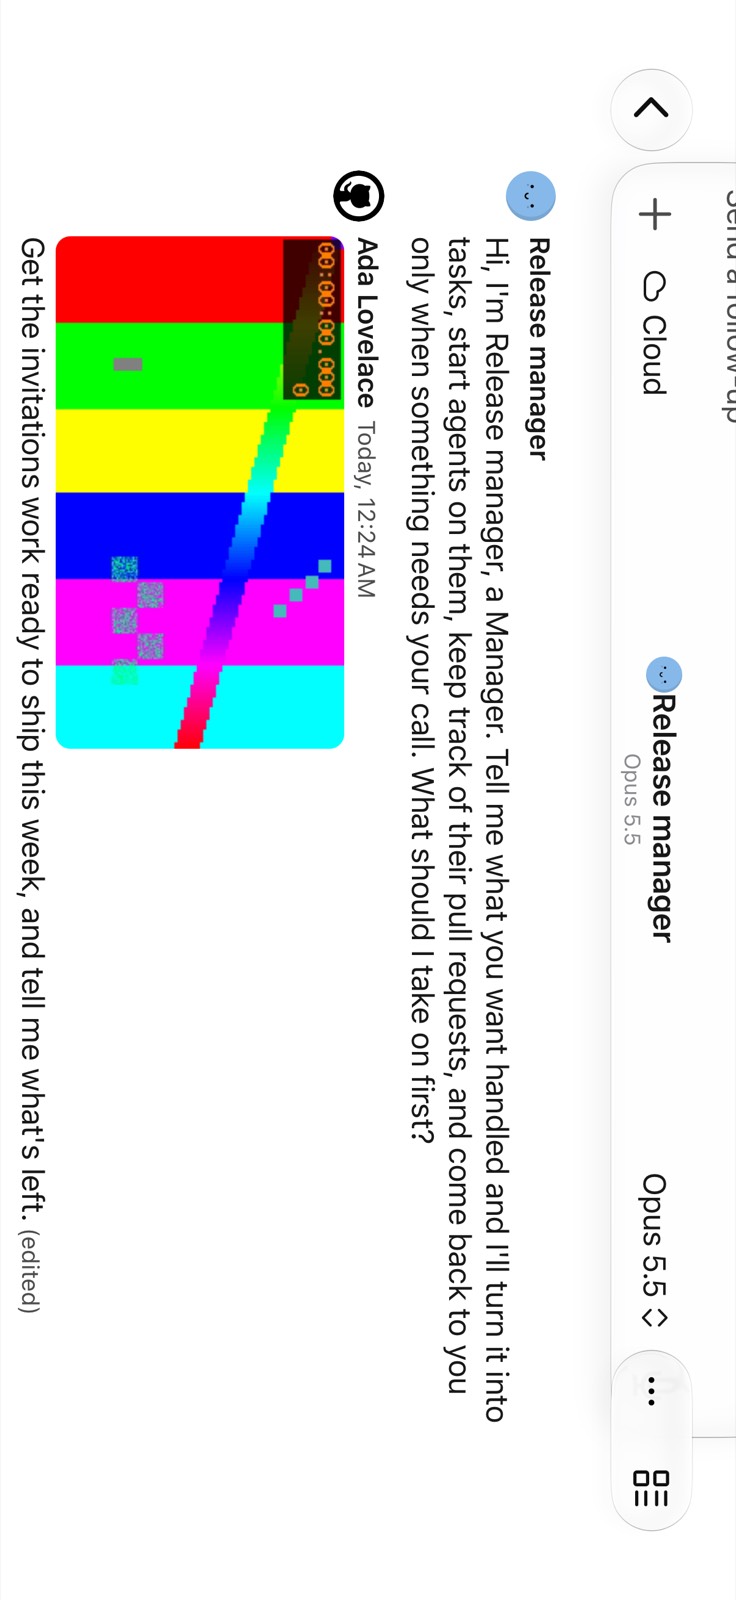 Send a follow-up
Cloud
Release manager
Opus 5.5
Opus 5.5
Release manager
Hi, I'm Release manager, a Manager. Tell me what you want handled and I'll turn it into
tasks, start agents on them, keep track of their pull requests, and come back to you
only when something needs your call. What should I take on first?
Ada Lovelace Today, 12:24 AM
00:00:00.000
0
Get the invitations work ready to ship this week, and tell me what's left. (edited)